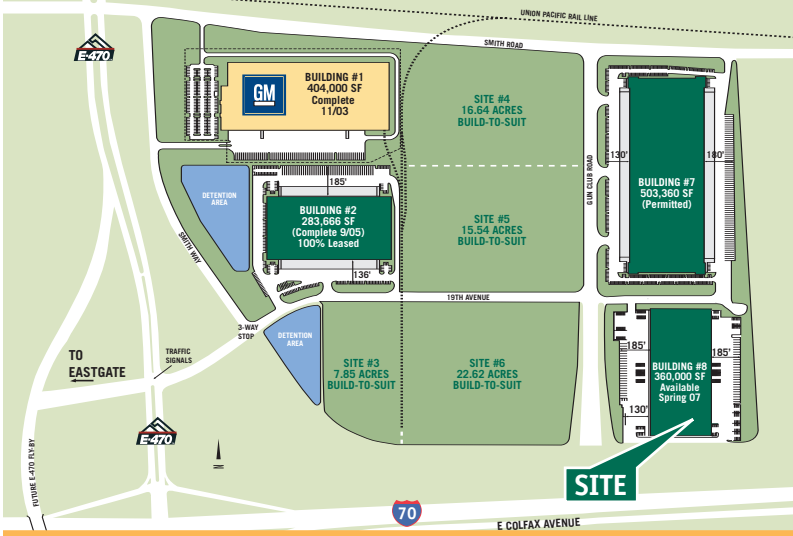 UNION PACIFIC RAIL LINE
SMITH ROAD
E-470
GM
BUILDING #1
404,000 SF
Complete
11/03
SITE #4
16.64 ACRES
BUILD-TO-SUIT
GUN CLUB ROAD
130'
180'
BUILDING #7
503,360 SF
(Permitted)
DETENTION
AREA
185'
BUILDING #2
283,666 SF
(Complete 9/05)
100% Leased
136'
SITE #5
15.54 ACRES
BUILD-TO-SUIT
SMITH WAY
19TH AVENUE
3-WAY
STOP
DETENTION
AREA
TRAFFIC
SIGNALS
TO
EASTGATE
SITE #3
7.85 ACRES
BUILD-TO-SUIT
SITE #6
22.62 ACRES
BUILD-TO-SUIT
185'
185'
BUILDING #8
360,000 SF
Available
Spring 07
130'
E-470
FUTURE E-470 FLY-BY
SITE
70
E COLFAX AVENUE